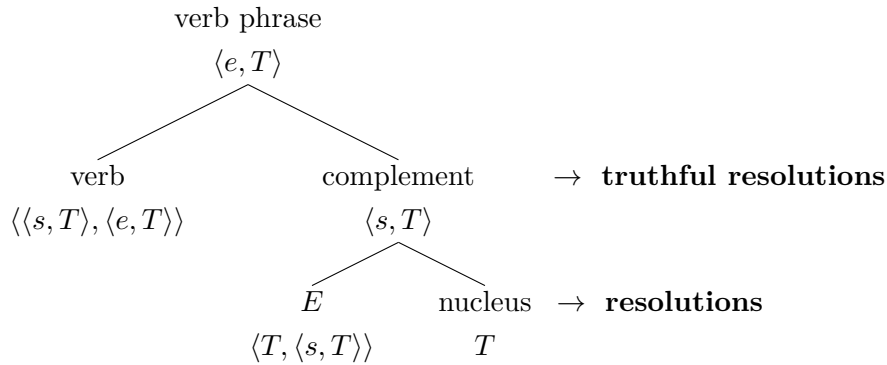 verb phrase
⟨e, T⟩
verb complement → truthful resolutions
⟨⟨s, T⟩, ⟨e, T⟩⟩ ⟨s, T⟩
E nucleus → resolutions
⟨T, ⟨s, T⟩⟩ T